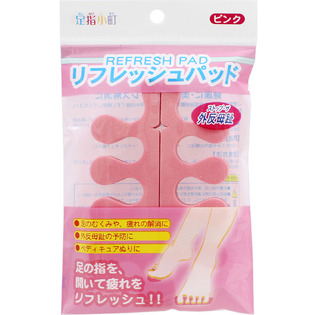 足指小町
ピンク
REFRESH PAD
リフレッシュパッド
ストップ・ザ
外反母趾
●足のむくみや、疲れの解消に
●外反母趾の予防に
●ペディキュアぬりに
足の指を、
開いて疲れを
リフレッシュ!!